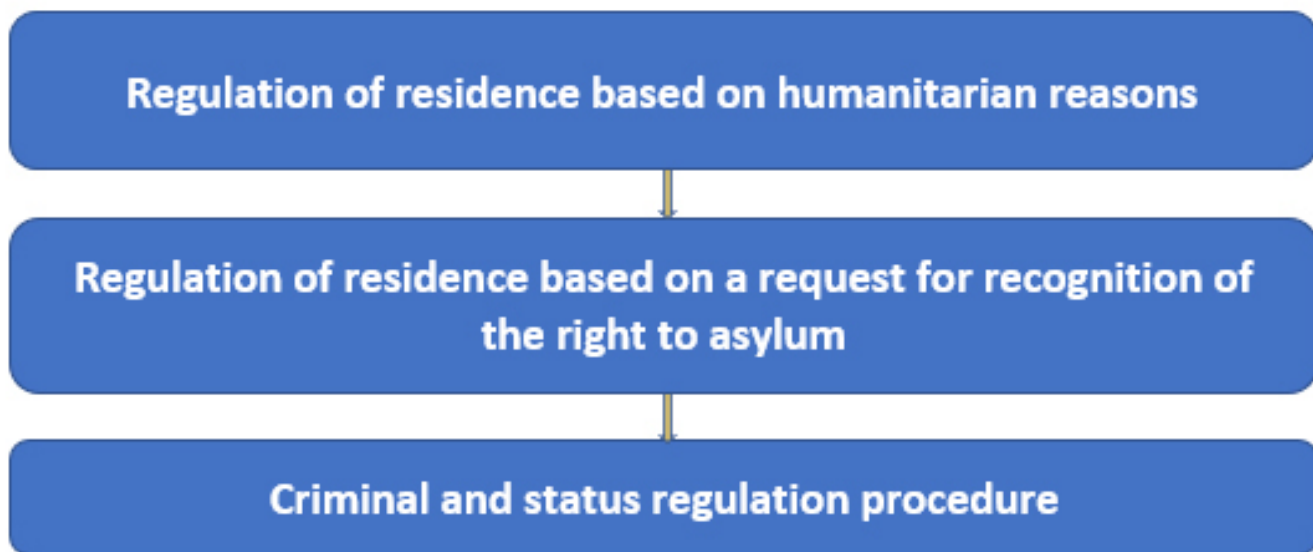 Regulation of residence based on humanitarian reasons
Regulation of residence based on a request for recognition of
the right to asylum
Criminal and status regulation procedure